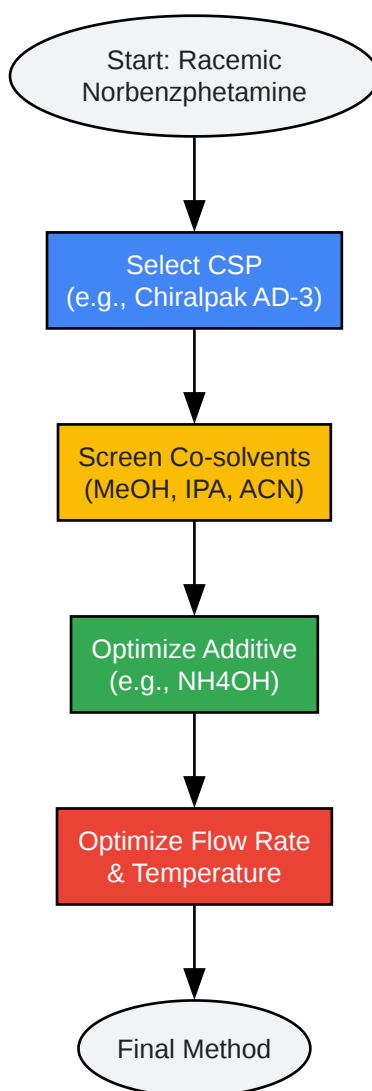 Start: Racemic
Norbenzphetamine
Select CSP
(e.g., Chiralpak AD-3)
Screen Co-solvents
(MeOH, IPA, ACN)
Optimize Additive
(e.g., NH4OH)
Optimize Flow Rate
& Temperature
Final Method